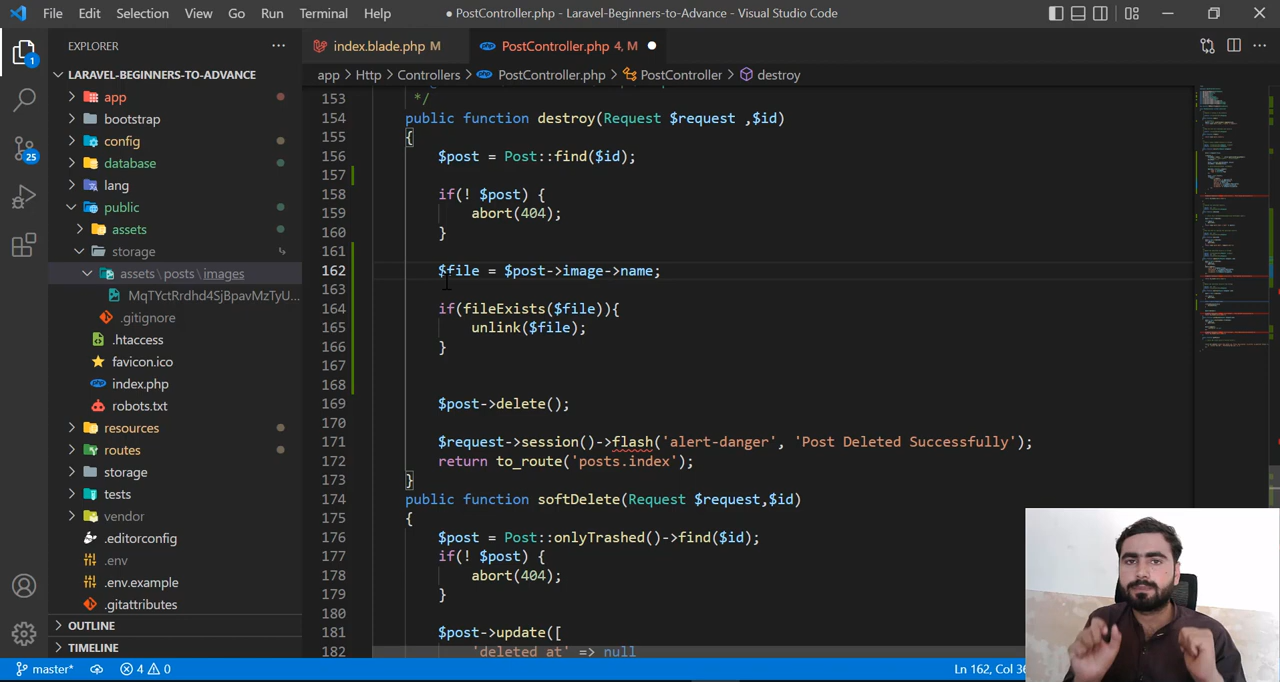 File Edit Selection View Go Run Terminal Help
● PostController.php - Laravel-Beginners-to-Advance - Visual Studio Code
EXPLORER
LARAVEL-BEGINNERS-TO-ADVANCE
app
bootstrap
config
database
lang
public
assets
storage
assets \ posts \ images
MqTYctRrdhd4SjBpavMzTyU...
.gitignore
.htaccess
favicon.ico
index.php
robots.txt
resources
routes
storage
tests
vendor
.editorconfig
.env
.env.example
.gitattributes
OUTLINE
TIMELINE
1
25
index.blade.php M
PostController.php 4, M ●
app > Http > Controllers > PostController.php > PostController > destroy
153 */
154 public function destroy(Request $request ,$id)
155 {
156 $post = Post::find($id);
157
158 if(! $post) {
159 abort(404);
160 }
161
162 $file = $post->image->name;
163
164 if(fileExists($file)){
165 unlink($file);
166 }
167
168
169 $post->delete();
170
171 $request->session()->flash('alert-danger', 'Post Deleted Successfully');
172 return to_route('posts.index');
173 }
174 public function softDelete(Request $request,$id)
175 {
176 $post = Post::onlyTrashed()->find($id);
177 if(! $post) {
178 abort(404);
179 }
180
181 $post->update([
182 'deleted_at' => null
master* 4 0
Ln 162, Col 36